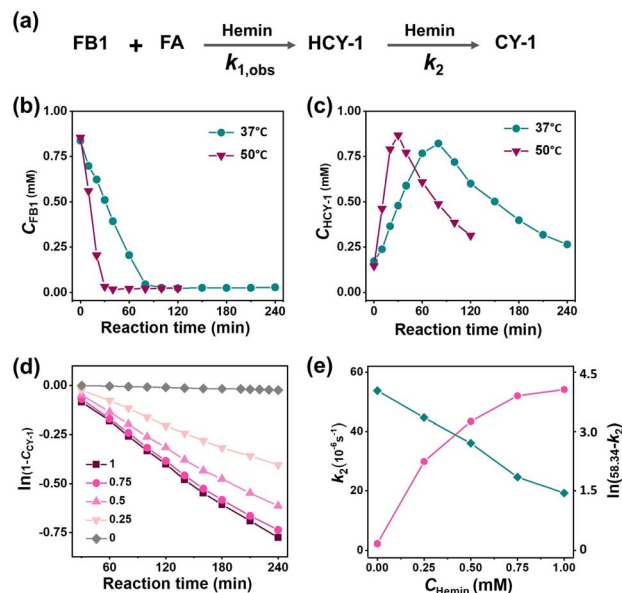 (a)
FB1 + FA Hemin k1,obs HCY-1 Hemin k2 CY-1
(b)
CFB1 (mM)
1.00
0.75
0.50
0.25
0.00
37℃
50℃
0 60 120 180 240
Reaction time (min)
(c)
CHCY-1 (mM)
1.00
0.75
0.50
0.25
0.00
37℃
50℃
0 60 120 180 240
Reaction time (min)
(d)
ln(1-CCY-1)
0.00
-0.25
-0.50
-0.75
1
0.75
0.5
0.25
0
60 120 180 240
Reaction time (min)
(e)
k2(10-6s-1)
60
40
20
0
ln(58.34-k2)
4.5
3.0
1.5
0
0.00 0.25 0.50 0.75 1.00
CHemin (mM)